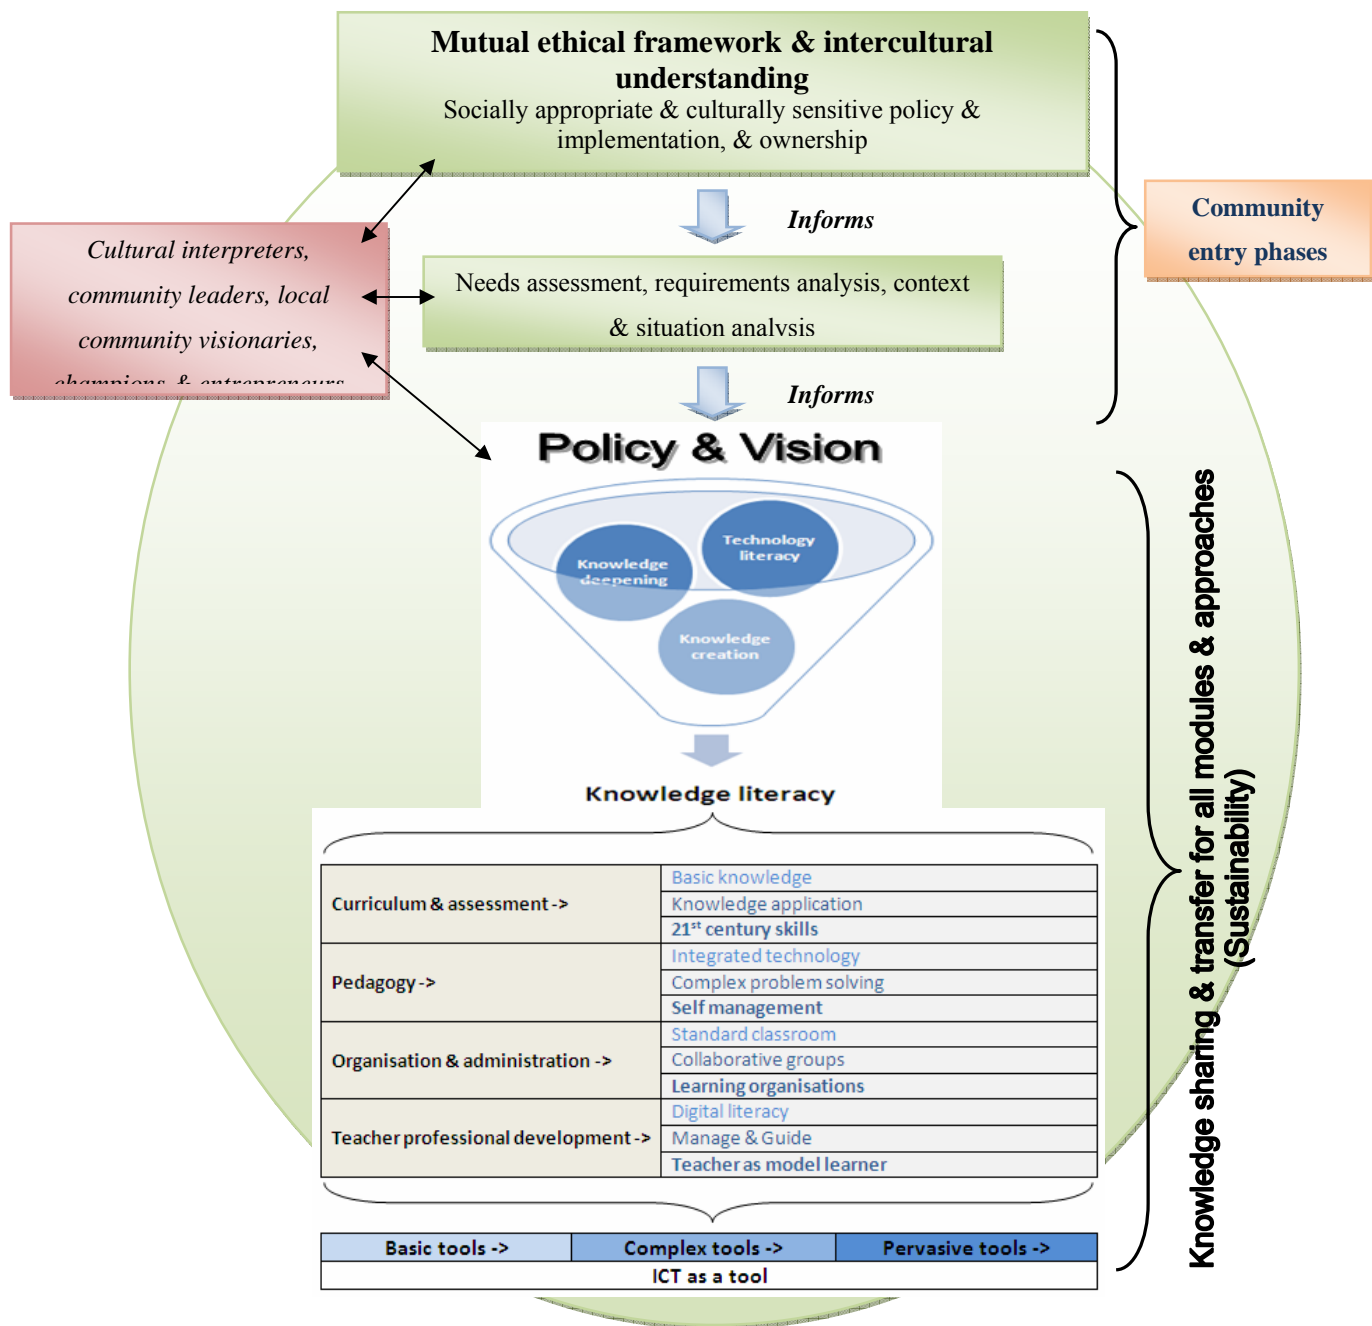 Mutual ethical framework & intercultural
understanding
Socially appropriate & culturally sensitive policy &
implementation, & ownership
Informs
Community
entry phases
Cultural interpreters,
community leaders, local
community visionaries,
champions & entrepreneurs
Needs assessment, requirements analysis, context
& situation analysis
Informs
Policy & Vision
Technology
literacy
Knowledge
deepening
Knowledge
creation
Knowledge literacy
Curriculum & assessment ->
Basic knowledge
Knowledge application
21st century skills
Pedagogy ->
Integrated technology
Complex problem solving
Self management
Organisation & administration ->
Standard classroom
Collaborative groups
Learning organisations
Teacher professional development ->
Digital literacy
Manage & Guide
Teacher as model learner
Basic tools -> Complex tools -> Pervasive tools ->
ICT as a tool
Knowledge sharing & transfer for all modules & approaches
(Sustainability)